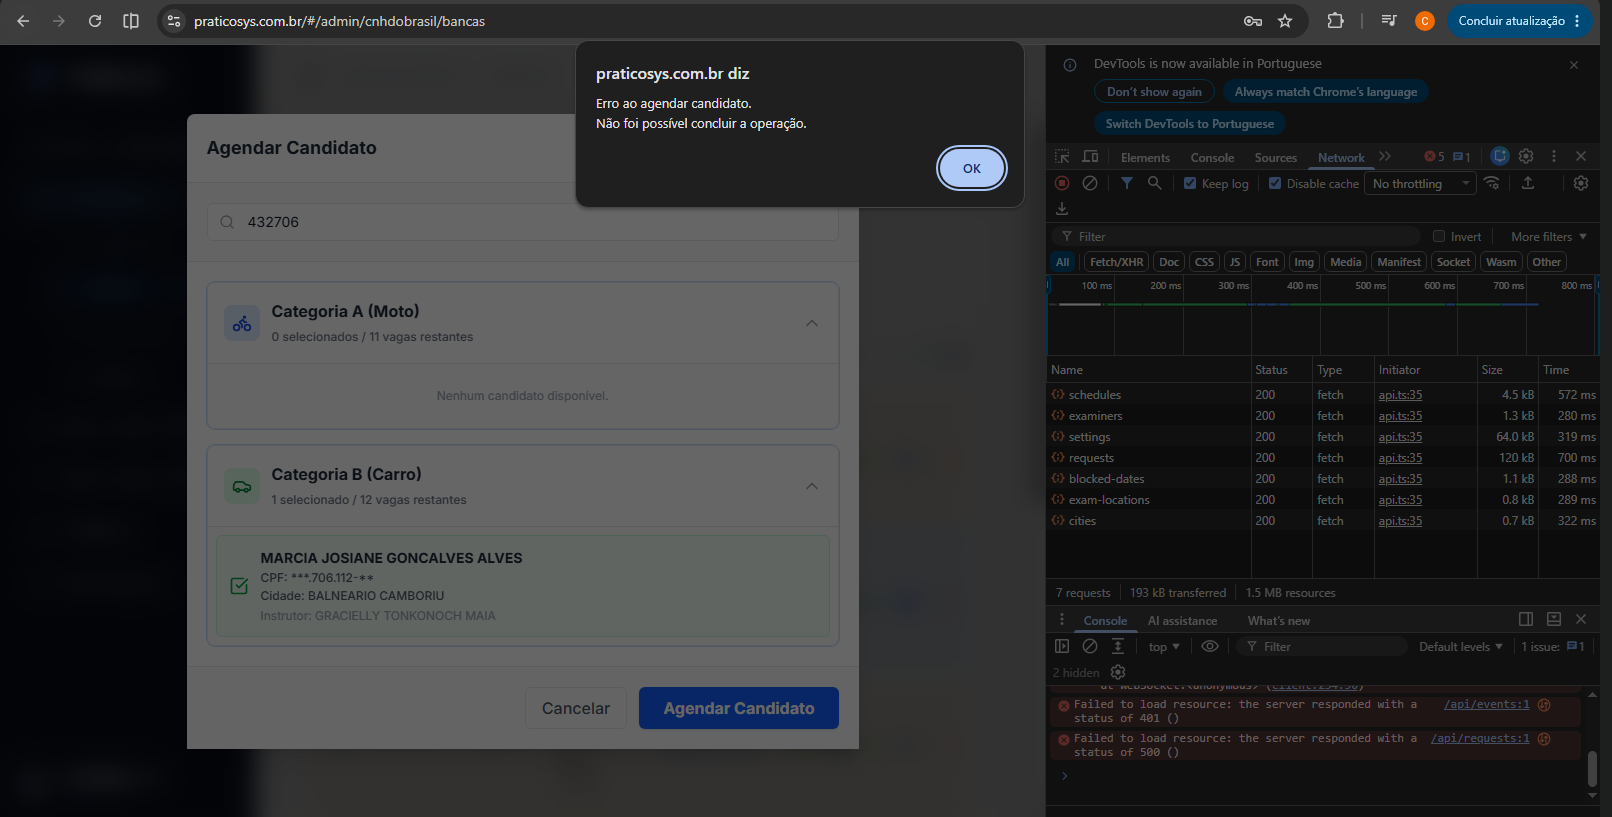 praticosys.com.br/#/admin/cnhdobrasil/bancas
C
Concluir atualização
praticosys.com.br diz
Erro ao agendar candidato.
Não foi possível concluir a operação.
OK
Agendar Candidato
432706
Categoria A (Moto)
0 selecionados / 11 vagas restantes
Nenhum candidato disponível.
Categoria B (Carro)
1 selecionado / 12 vagas restantes
MARCIA JOSIANE GONCALVES ALVES
CPF: ***.706.112-**
Cidade: BALNEARIO CAMBORIU
Instrutor: GRACIELLY TONKONOCH MAIA
Cancelar
Agendar Candidato
DevTools is now available in Portuguese
Don't show again
Always match Chrome's language
Switch DevTools to Portuguese
Elements Console Sources Network 5 1
Keep log Disable cache No throttling
Filter Invert More filters
All Fetch/XHR Doc CSS JS Font Img Media Manifest Socket Wasm Other
100 ms 200 ms 300 ms 400 ms 500 ms 600 ms 700 ms 800 ms
Name Status Type Initiator Size Time
schedules 200 fetch api.ts:35 4.5 kB 572 ms
examiners 200 fetch api.ts:35 1.3 kB 280 ms
settings 200 fetch api.ts:35 64.0 kB 319 ms
requests 200 fetch api.ts:35 120 kB 700 ms
blocked-dates 200 fetch api.ts:35 1.1 kB 288 ms
exam-locations 200 fetch api.ts:35 0.8 kB 289 ms
cities 200 fetch api.ts:35 0.7 kB 322 ms
7 requests 193 kB transferred 1.5 MB resources
Console AI assistance What's new
top Filter Default levels 1 issue: 1
2 hidden
at WebSocket.<anonymous>
Failed to load resource: the server responded with a /api/events:1
status of 401 ()
Failed to load resource: the server responded with a /api/requests:1
status of 500 ()